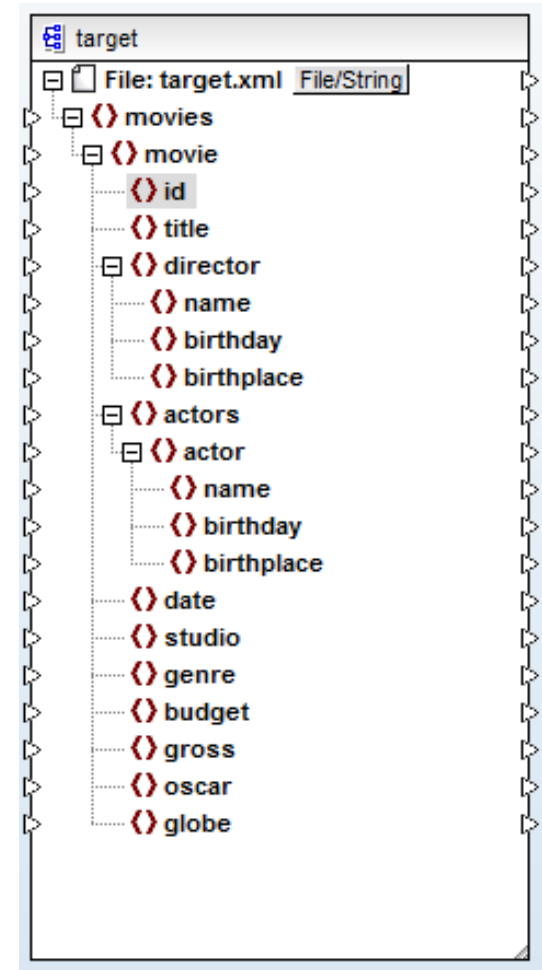 target
File: target.xml File/String
movies
movie
id
title
director
name
birthday
birthplace
actors
actor
name
birthday
birthplace
date
studio
genre
budget
gross
oscar
globe